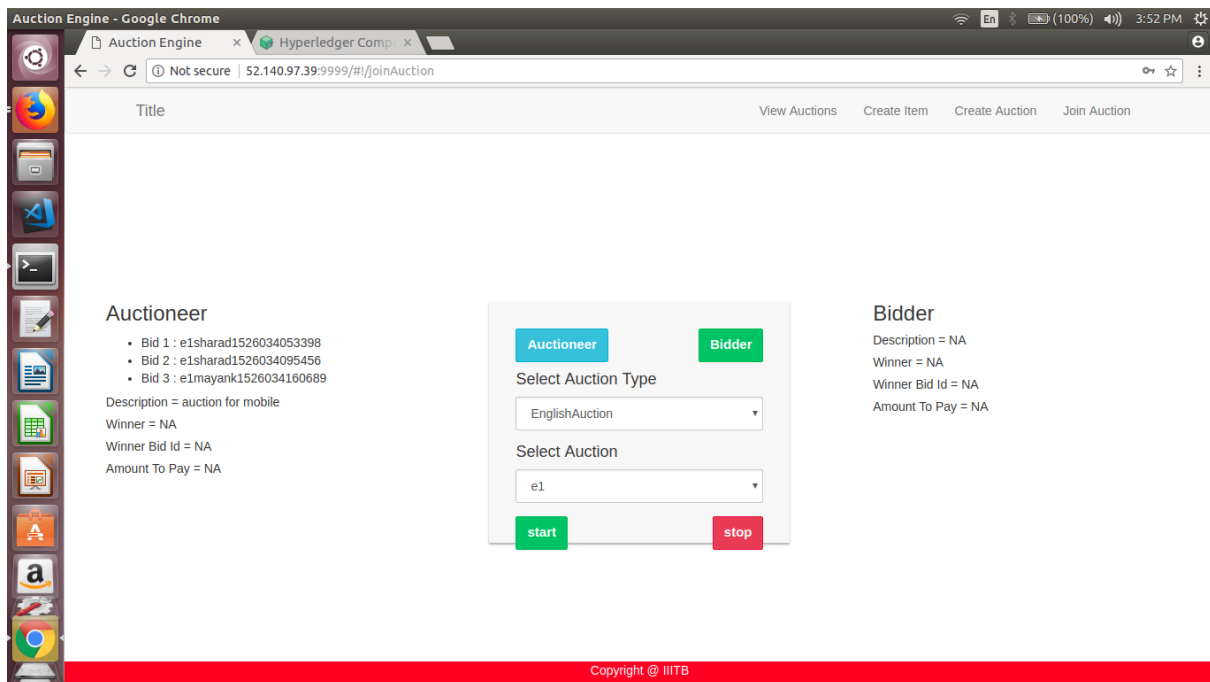 Auction Engine - Google Chrome
En
(100%)
3:52 PM
Auction Engine
Hyperledger Comp
Not secure
52.140.97.39:9999/#!/joinAuction
Title
View Auctions
Create Item
Create Auction
Join Auction
Auctioneer
Bid 1 : e1sharad1526034053398
Bid 2 : e1sharad1526034095456
Bid 3 : e1mayank1526034160689
Description = auction for mobile
Winner = NA
Winner Bid Id = NA
Amount To Pay = NA
Auctioneer
Bidder
Select Auction Type
EnglishAuction
Select Auction
e1
start
stop
Bidder
Description = NA
Winner = NA
Winner Bid Id = NA
Amount To Pay = NA
Copyright @ IIITB